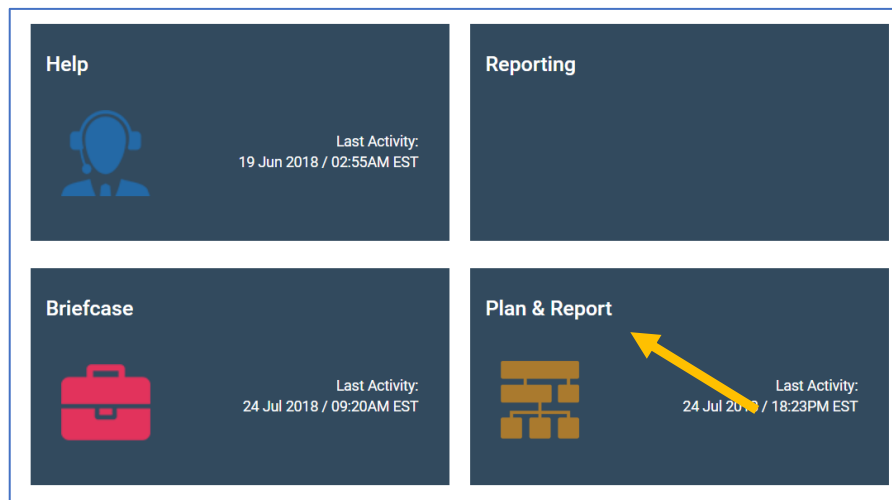 Help
Last Activity:
19 Jun 2018 / 02:55AM EST
Reporting
Briefcase
Last Activity:
24 Jul 2018 / 09:20AM EST
Plan & Report
Last Activity:
24 Jul / 18:23PM EST